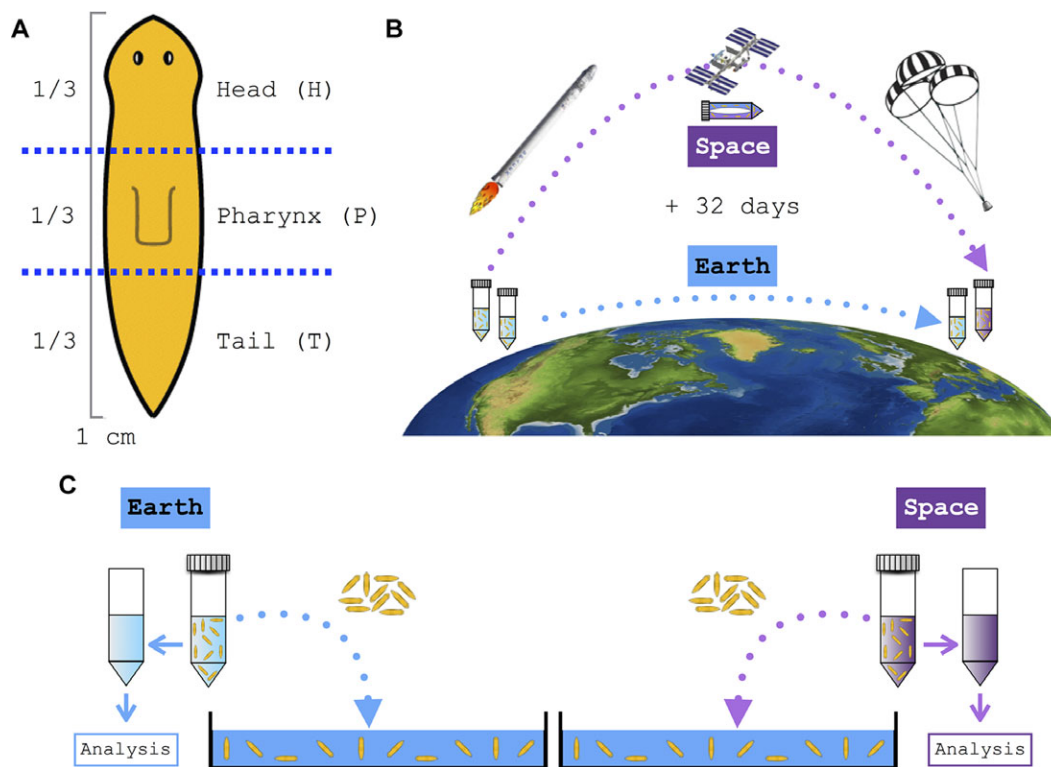 A
1/3 Head (H)
1/3 Pharynx (P)
1/3 Tail (T)
1 cm
B
Space
+ 32 days
Earth
C
Earth
Space
Analysis
Analysis